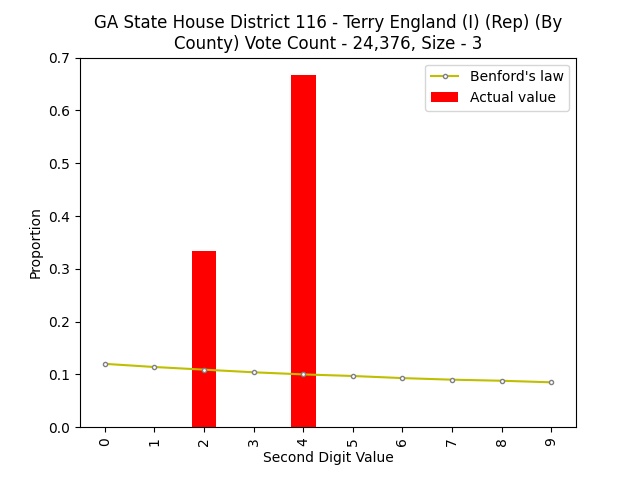 GA State House District 116 - Terry England (I) (Rep) (By
County) Vote Count - 24,376, Size - 3
Benford's law
Actual value
0.7
0.6
0.5
0.4
0.3
0.2
0.1
0.0
Proportion
0 1 2 3 4 5 6 7 8 9
Second Digit Value